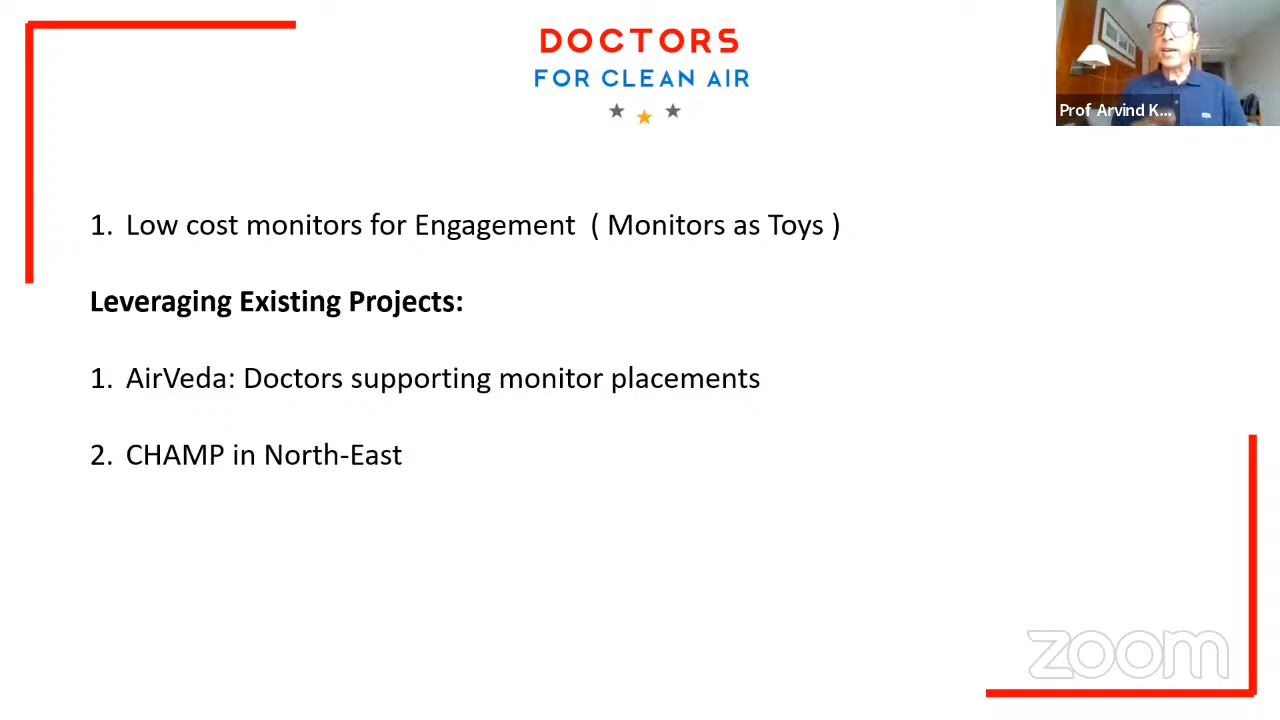 DOCTORS
FOR CLEAN AIR
Prof Arvind K...
1. Low cost monitors for Engagement ( Monitors as Toys )
Leveraging Existing Projects:
1. AirVeda: Doctors supporting monitor placements
2. CHAMP in North-East
zoom